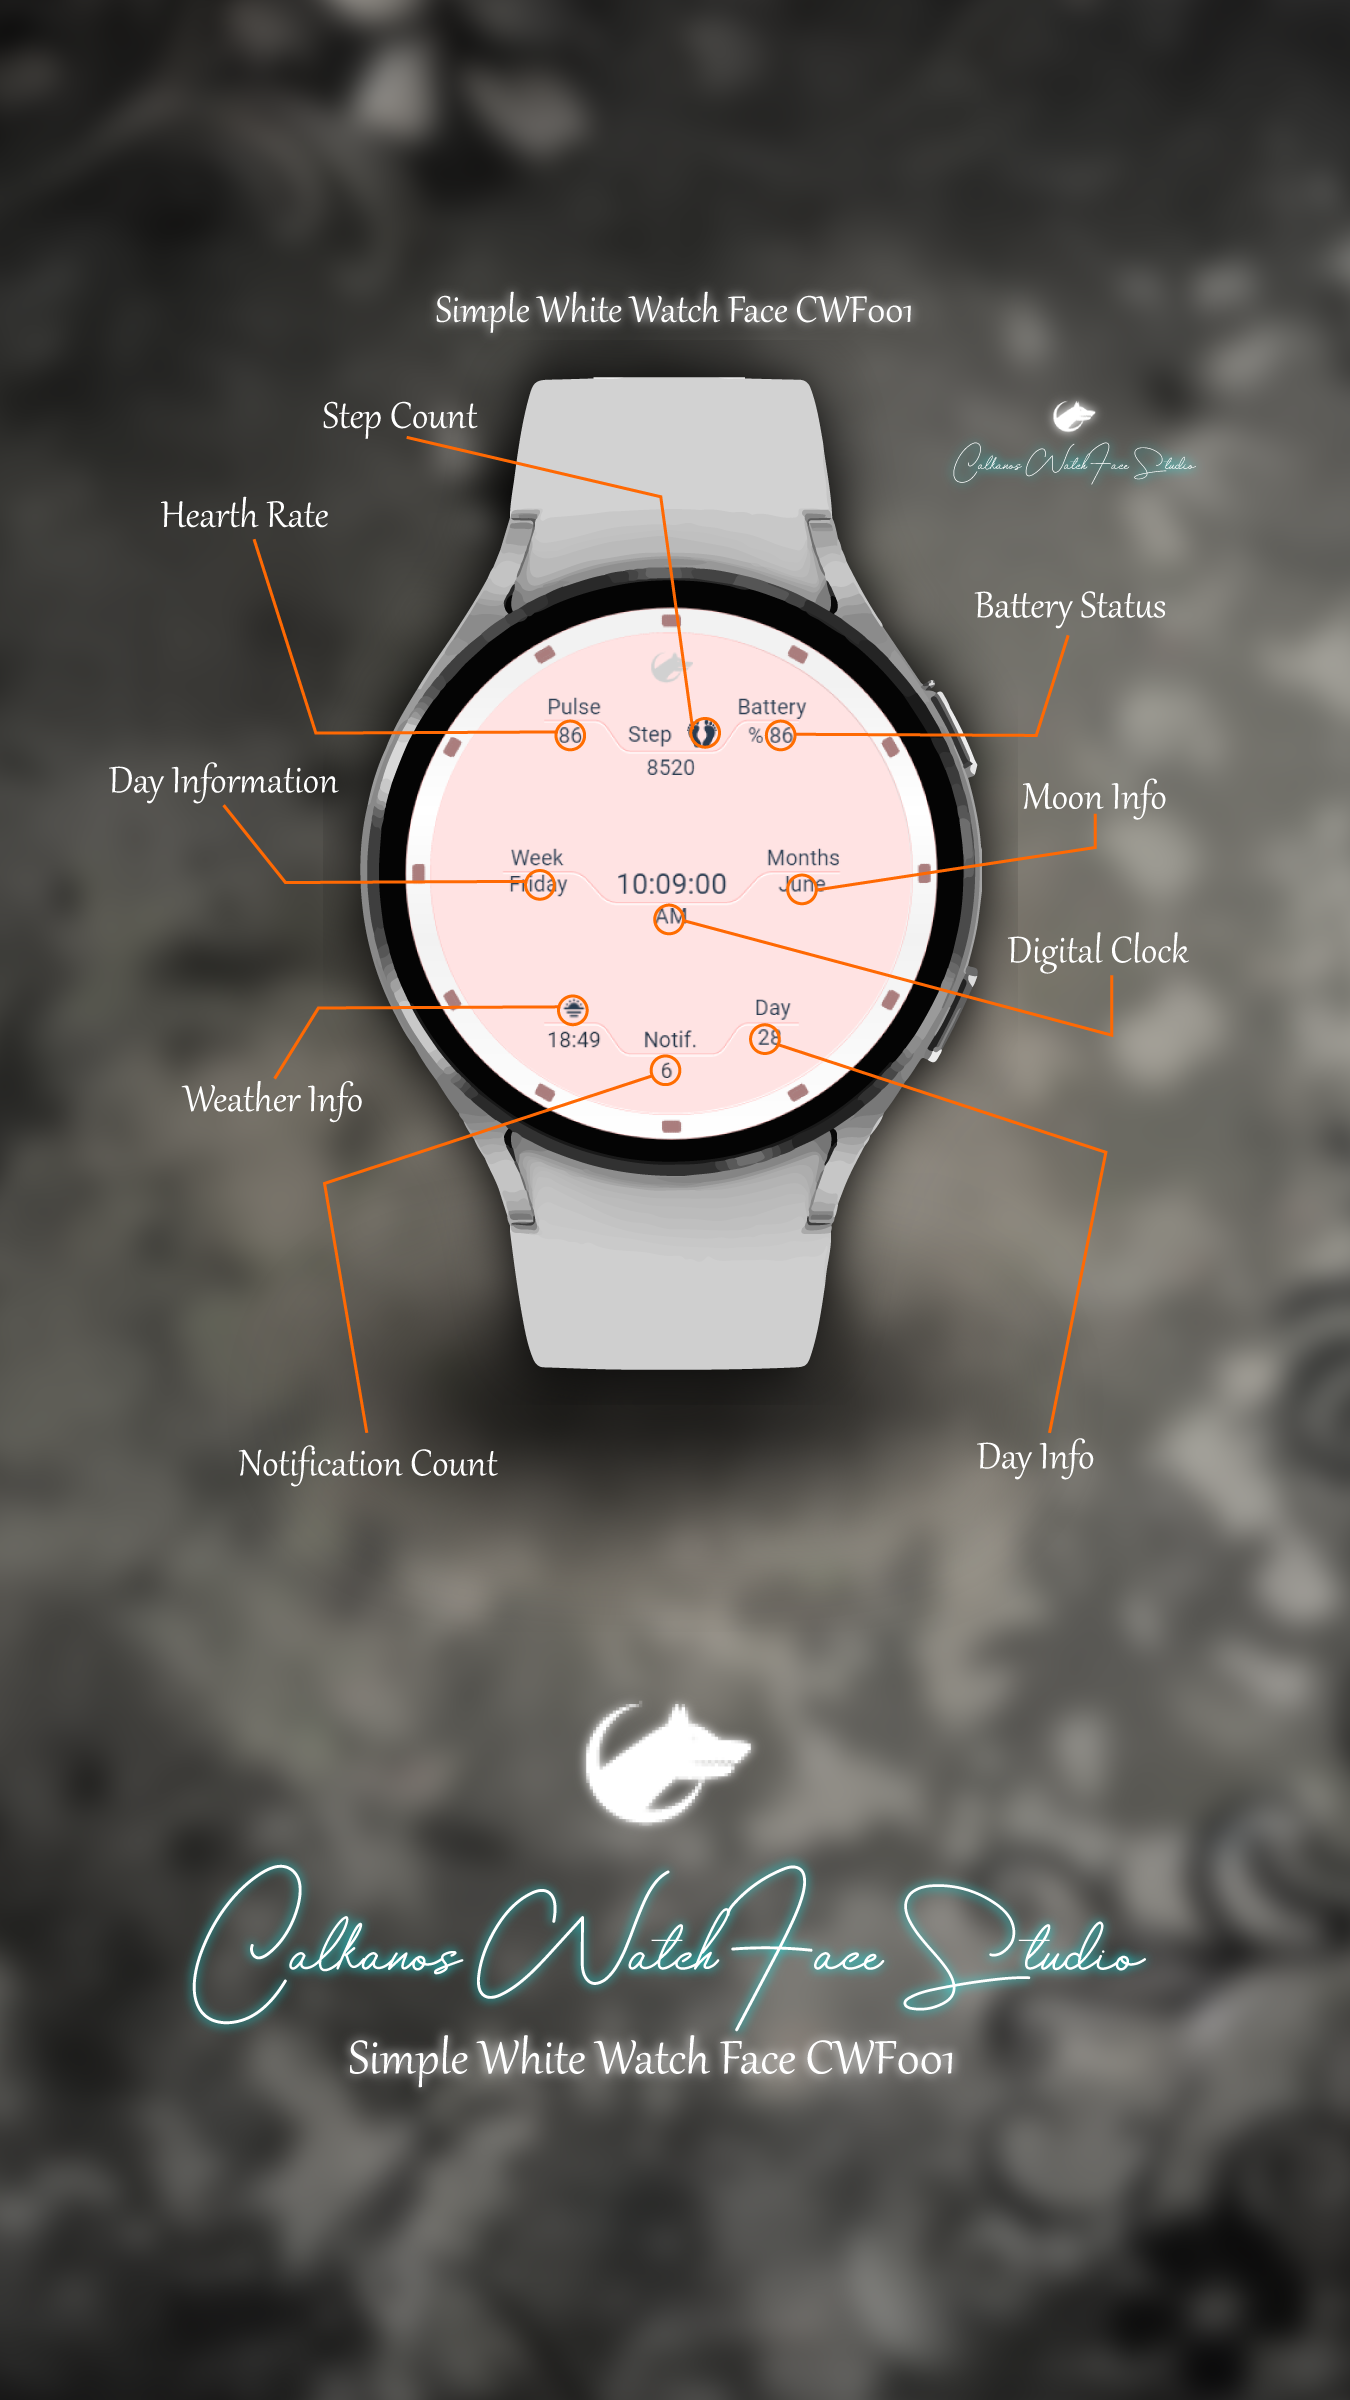 Simple White Watch Face CWF001
Step Count
Calkanos Watch Face Studio
Hearth Rate
Battery Status
Pulse
Battery
86
Step
% 86
8520
Day Information
Moon Info
Week
Months
Friday
10:09:00
June
AM
Digital Clock
Day
18:49
Notif.
28
6
Weather Info
Notification Count
Day Info
Calkanos Watch Face Studio
Simple White Watch Face CWF001